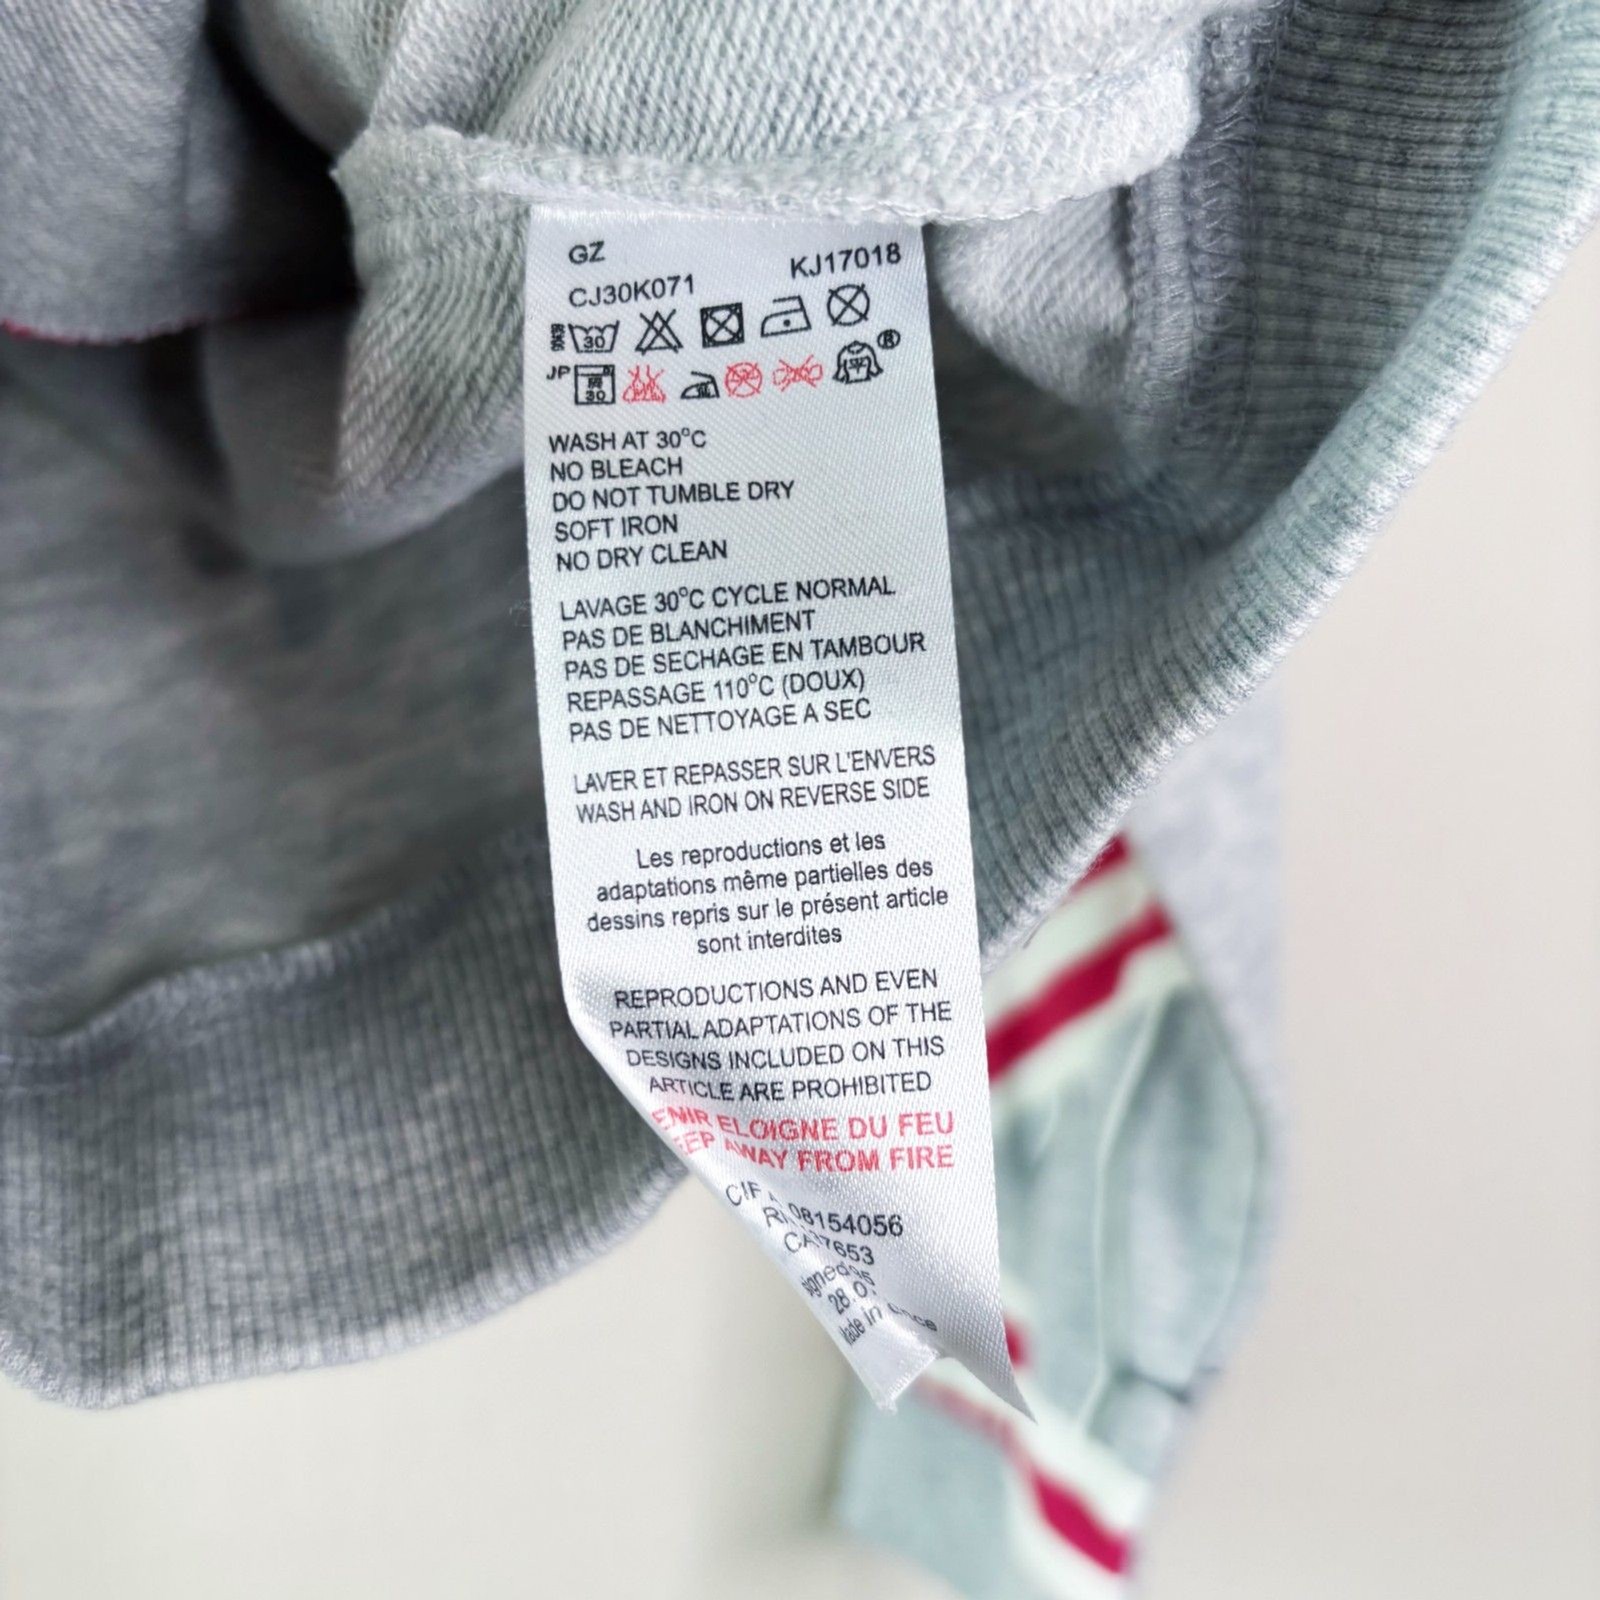 GZ
CJ30K071 KJ17018
30
JP 30 ®
WASH AT 30°C
NO BLEACH
DO NOT TUMBLE DRY
SOFT IRON
NO DRY CLEAN
LAVAGE 30°C CYCLE NORMAL
PAS DE BLANCHIMENT
PAS DE SECHAGE EN TAMBOUR
REPASSAGE 110°C (DOUX)
PAS DE NETTOYAGE A SEC
LAVER ET REPASSER SUR L'ENVERS
WASH AND IRON ON REVERSE SIDE
Les reproductions et les
adaptations même partielles des
dessins repris sur le présent article
sont interdites
REPRODUCTIONS AND EVEN
PARTIAL ADAPTATIONS OF THE
DESIGNS INCLUDED ON THIS
ARTICLE ARE PROHIBITED
ELOIGNE DU FEU
AWAY FROM FIRE
CIF 08154056